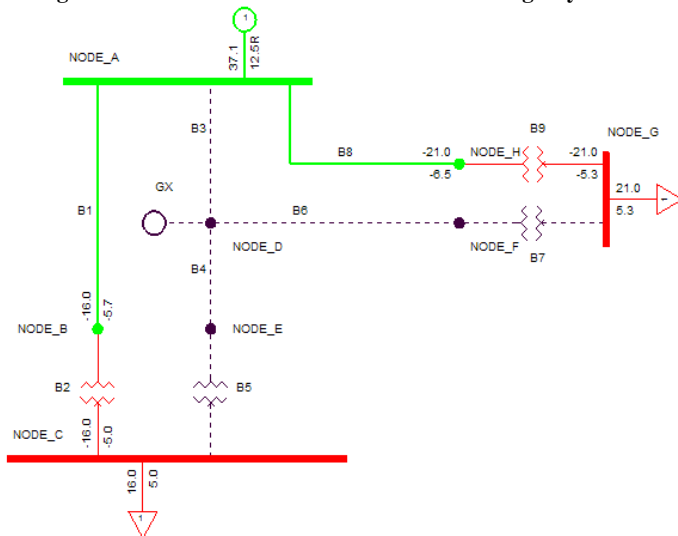 1
37.1
12.5R
NODE_A
B3
B9
NODE_G
B8
-21.0
NODE_H
-21.0
-6.5
-5.3
GX
21.0
5.3
1
B1
B6
NODE_D
NODE_F
B7
B4
-16.0
-5.7
NODE_B
NODE_E
B2
B5
NODE_C
-16.0
-5.0
16.0
5.0
1